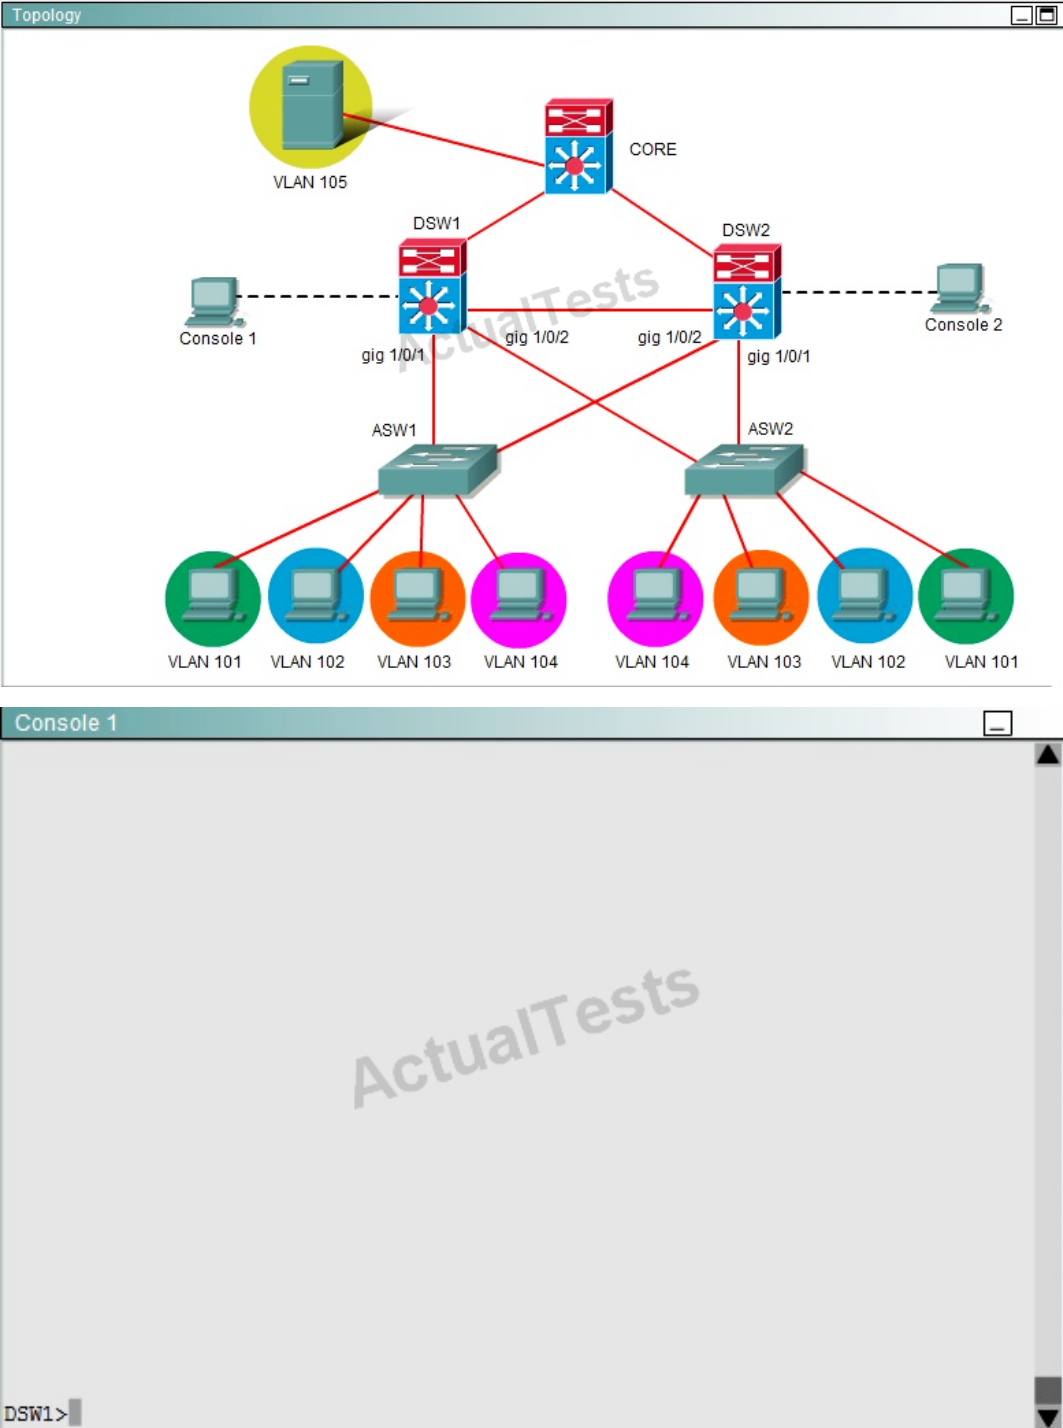 Topology
VLAN 105
CORE
DSW1
DSW2
Console 1
Console 2
gig 1/0/1
gig 1/0/2
gig 1/0/2
gig 1/0/1
ActualTests
ASW1
ASW2
VLAN 101
VLAN 102
VLAN 103
VLAN 104
VLAN 104
VLAN 103
VLAN 102
VLAN 101
Console 1
ActualTests
DSW1>